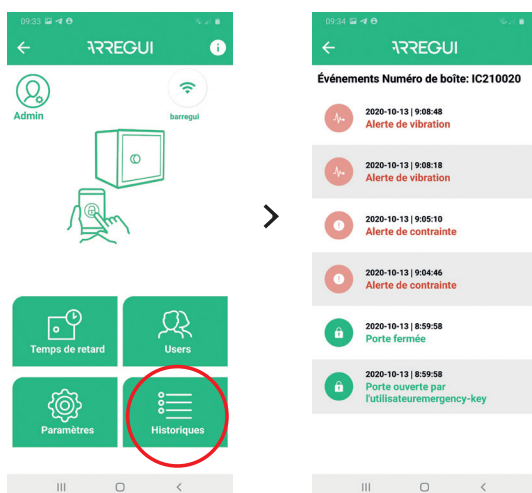 09:33
ARREGUI
Admin
barregui
Temps de retard
Users
Paramètres
Historiques
09:34
ARREGUI
Événements Numéro de boîte: IC210020
2020-10-13 | 9:08:48
Alerte de vibration
2020-10-13 | 9:08:18
Alerte de vibration
2020-10-13 | 9:05:10
Alerte de contrainte
2020-10-13 | 9:04:46
Alerte de contrainte
2020-10-13 | 8:59:58
Porte fermée
2020-10-13 | 8:59:58
Porte ouverte par
l'utilisateuremergency-key